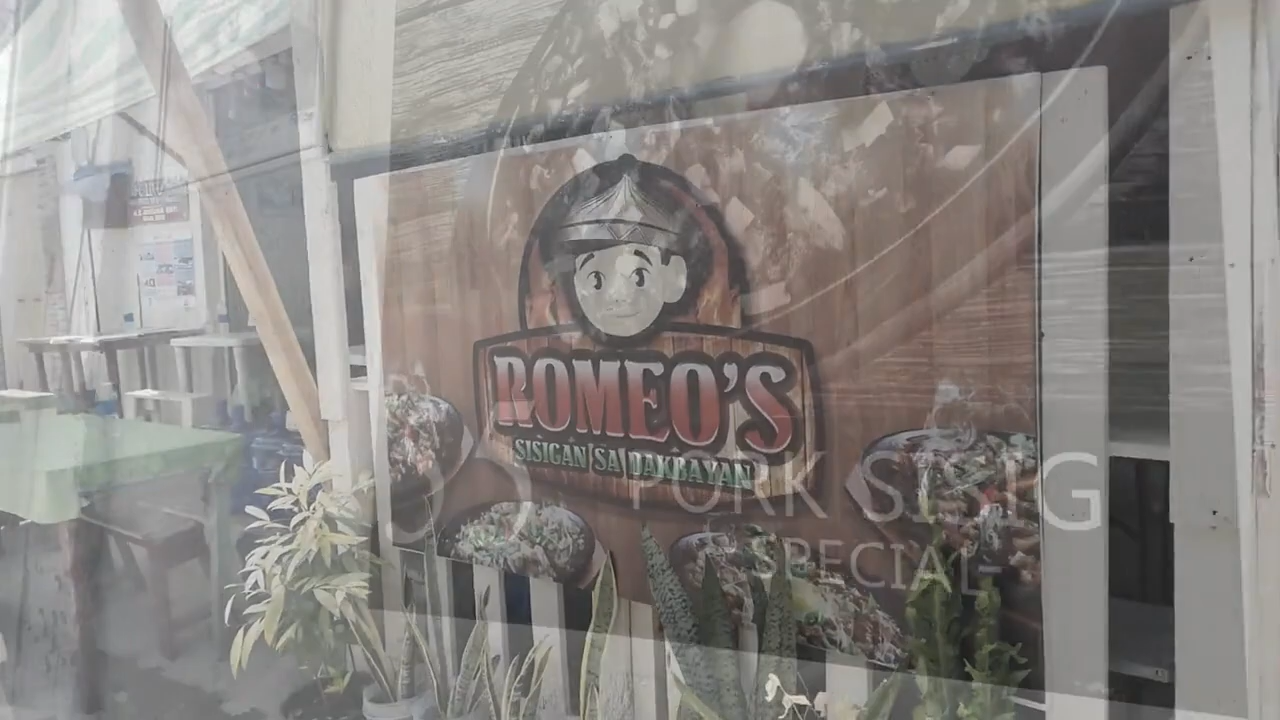 ROMEO'S
SISIGAN SA DAKBAYAN
PORK SISIG
-SPECIAL-